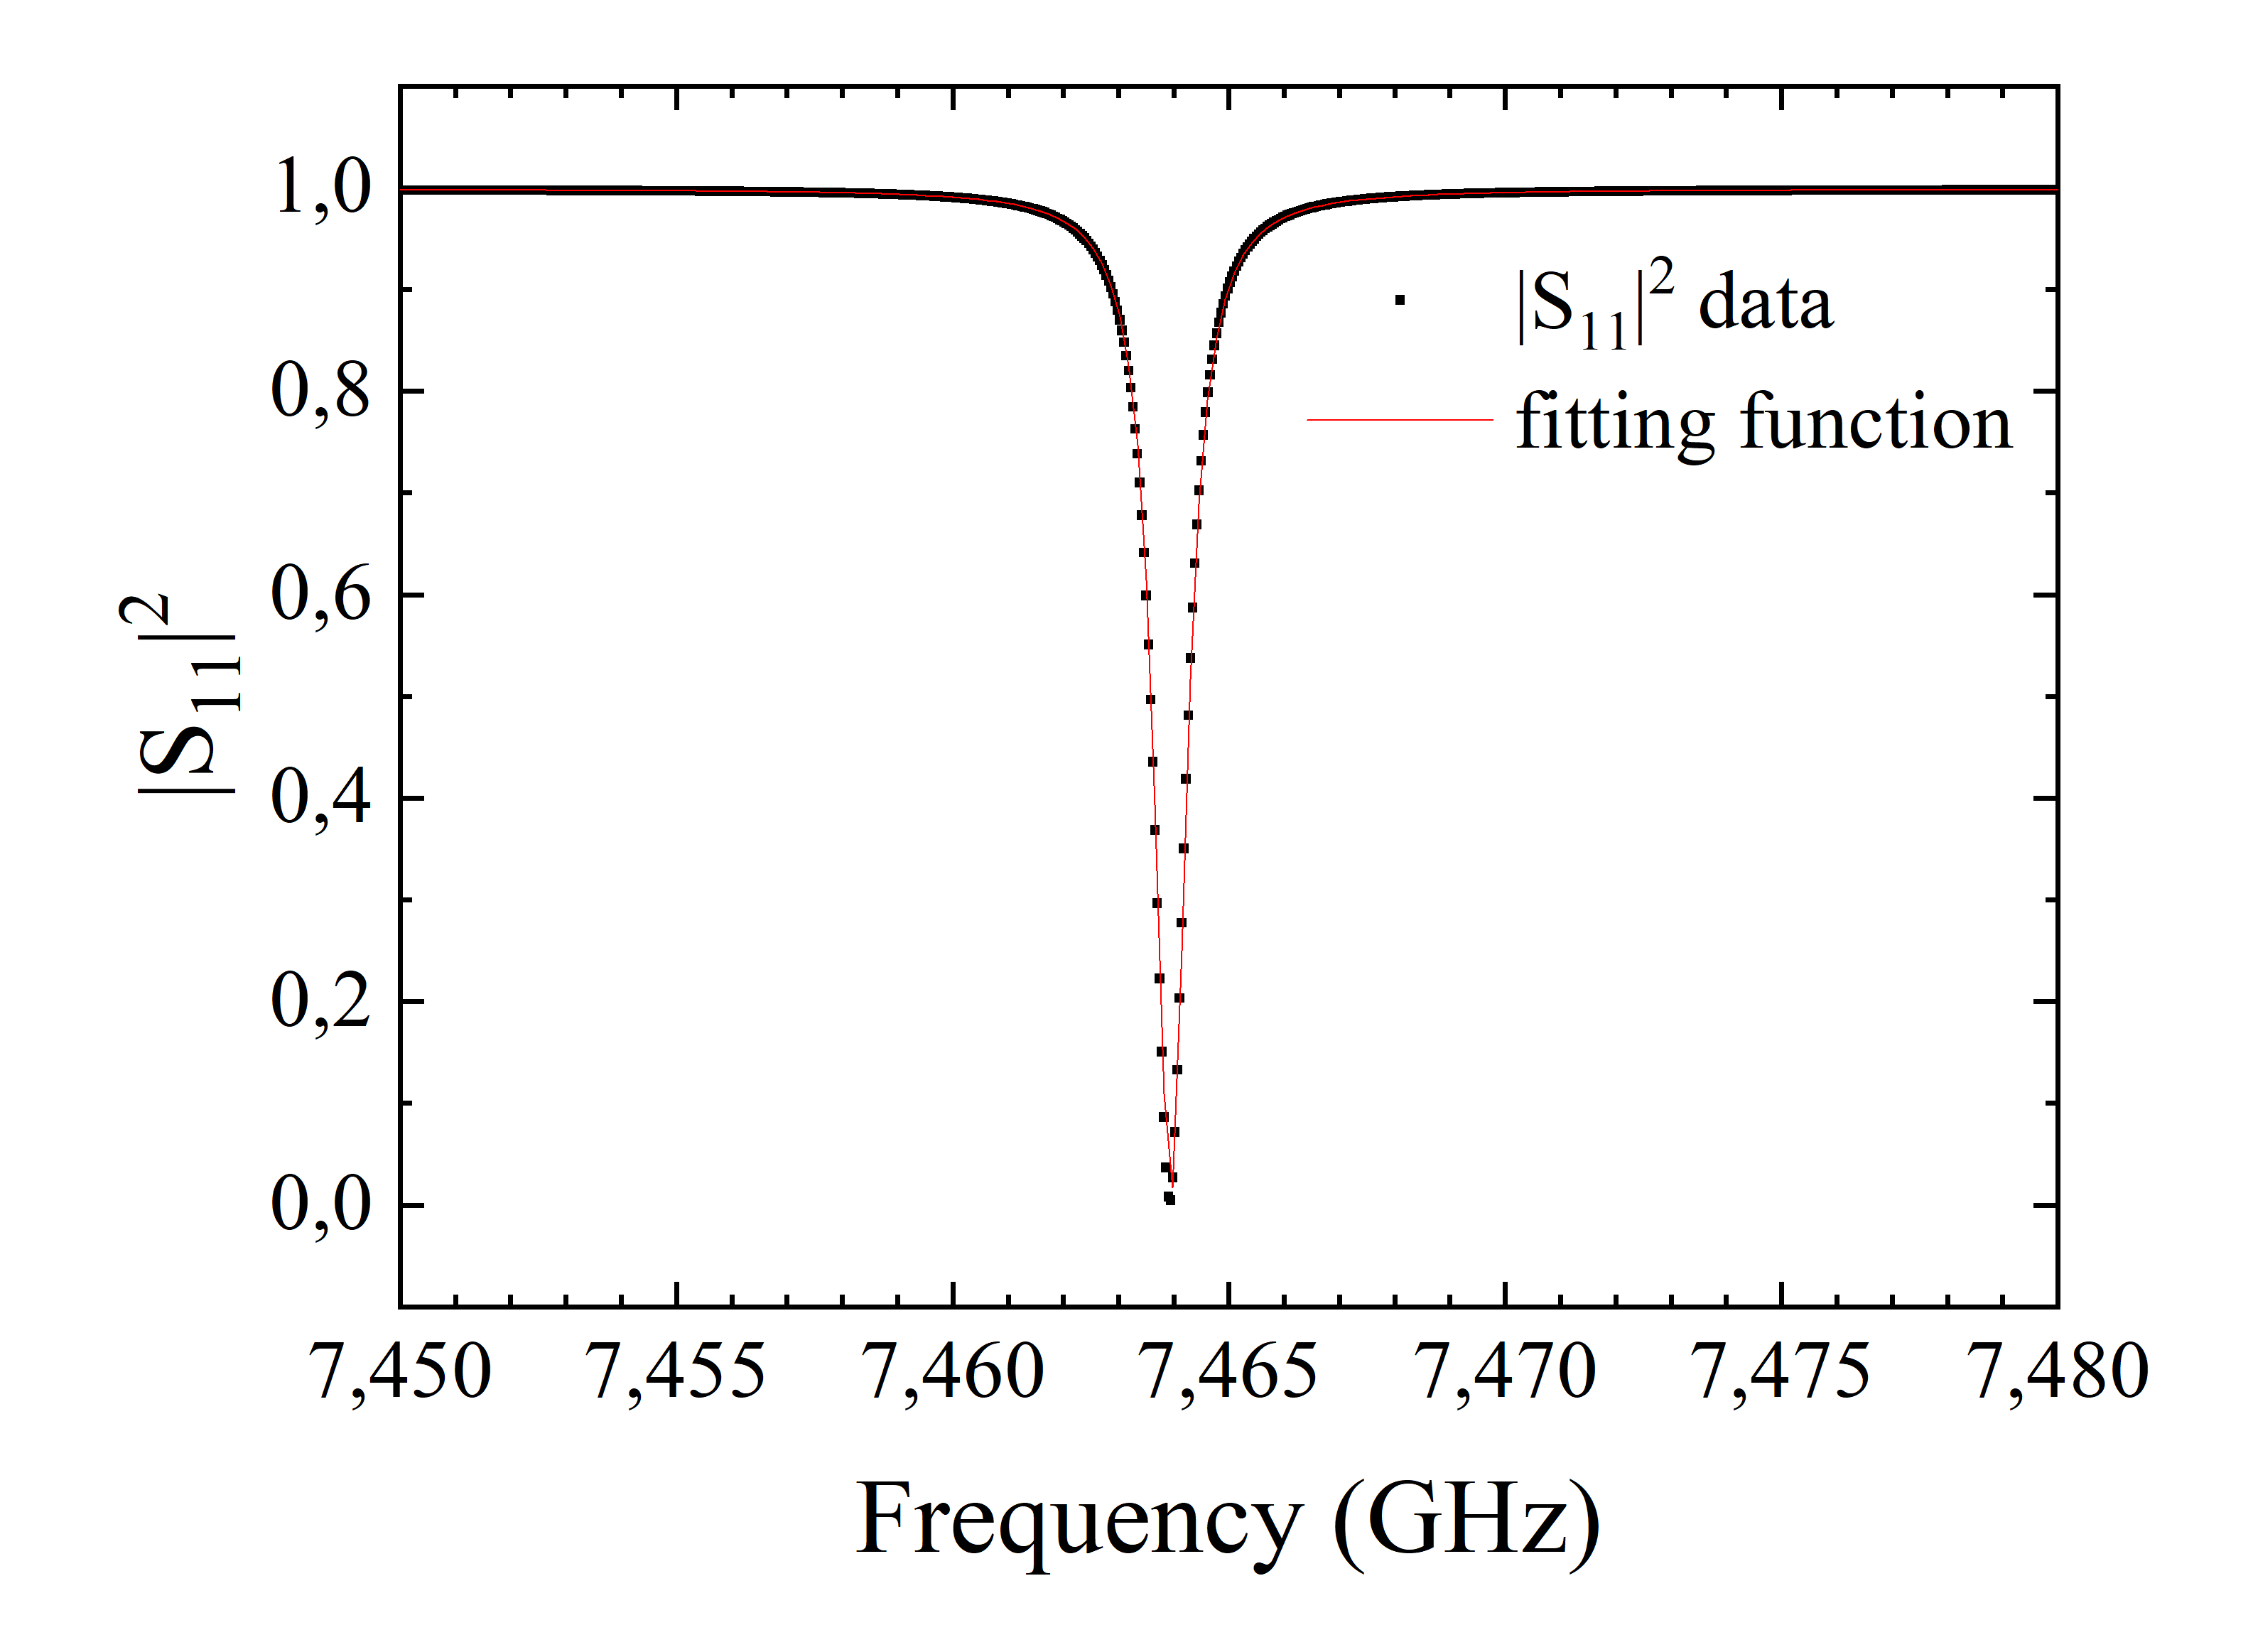 1,0
0,8
0,6
0,4
0,2
0,0
|S₁₁|²
|S₁₁|² data
fitting function
7,450 7,455 7,460 7,465 7,470 7,475 7,480
Frequency (GHz)